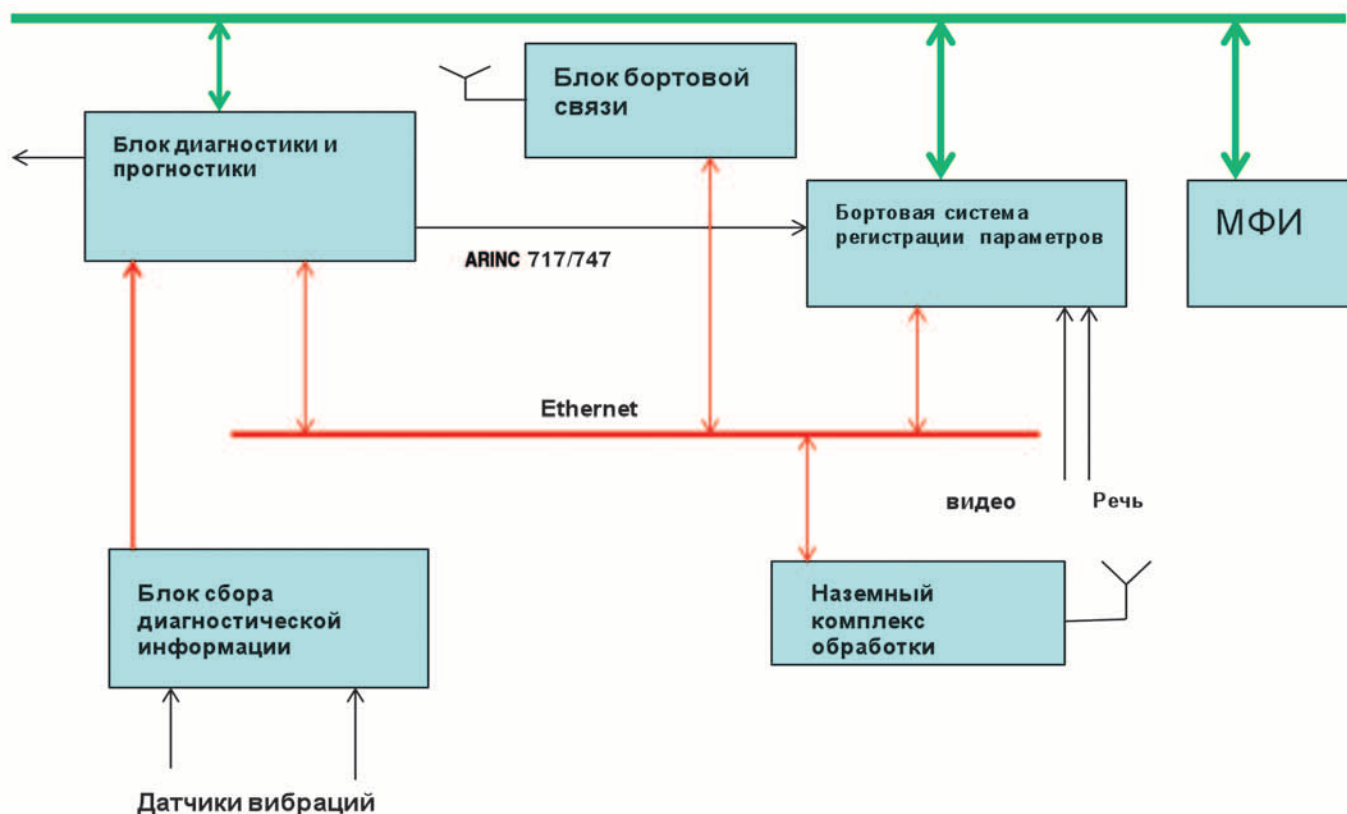 Блок бортовой
связи
Блок диагностики и
прогностики
Бортовая система
регистрации параметров
МФИ
ARINC 717/747
Ethernet
видео
Речь
Блок сбора
диагностической
информации
Наземный
комплекс
обработки
Датчики вибраций